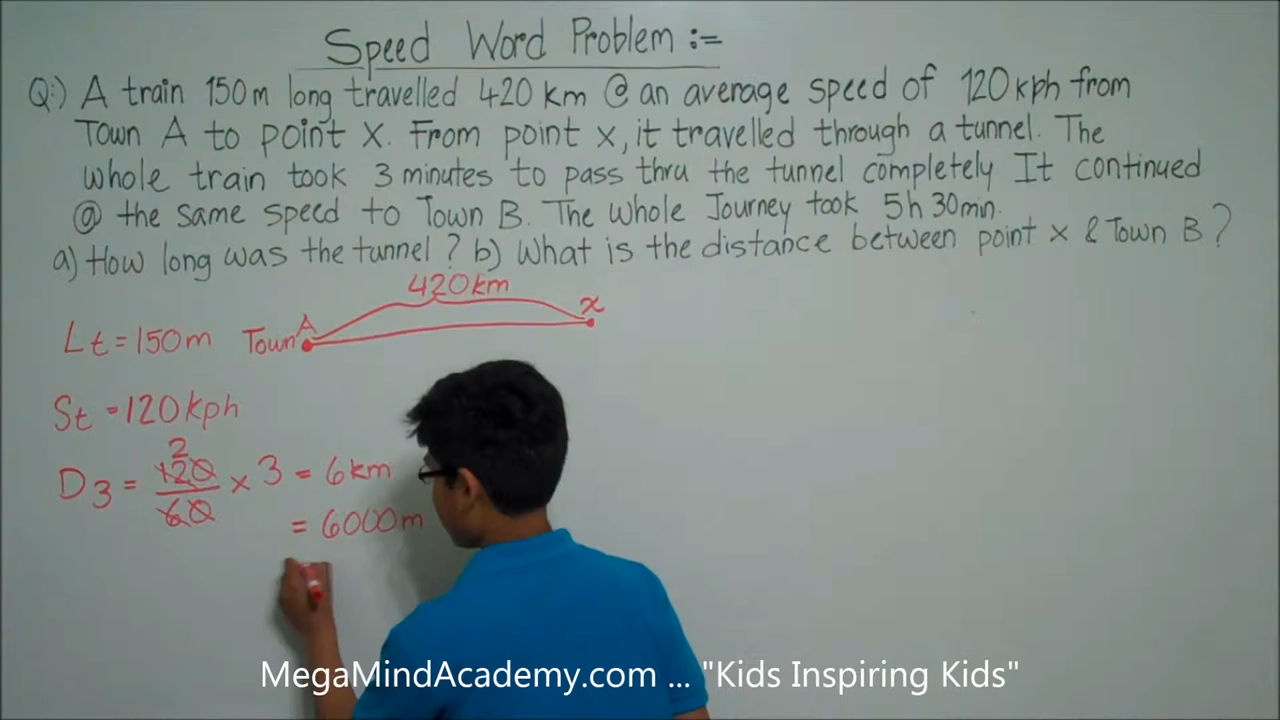 Speed Word Problem :-
Q:) A train 150m long travelled 420 km @ an average speed of 120kph from
Town A to point X. From point x, it travelled through a tunnel. The
whole train took 3 minutes to pass thru the tunnel completely It continued
@ the same speed to Town B. The whole Journey took 5h 30min.
a) How long was the tunnel? b) What is the distance between point x & Town B?
420km
Lt = 150m Town A x
St = 120kph
2
D3 = 120/60 x 3 = 6km
= 6000m
MegaMindAcademy.com ... "Kids Inspiring Kids"